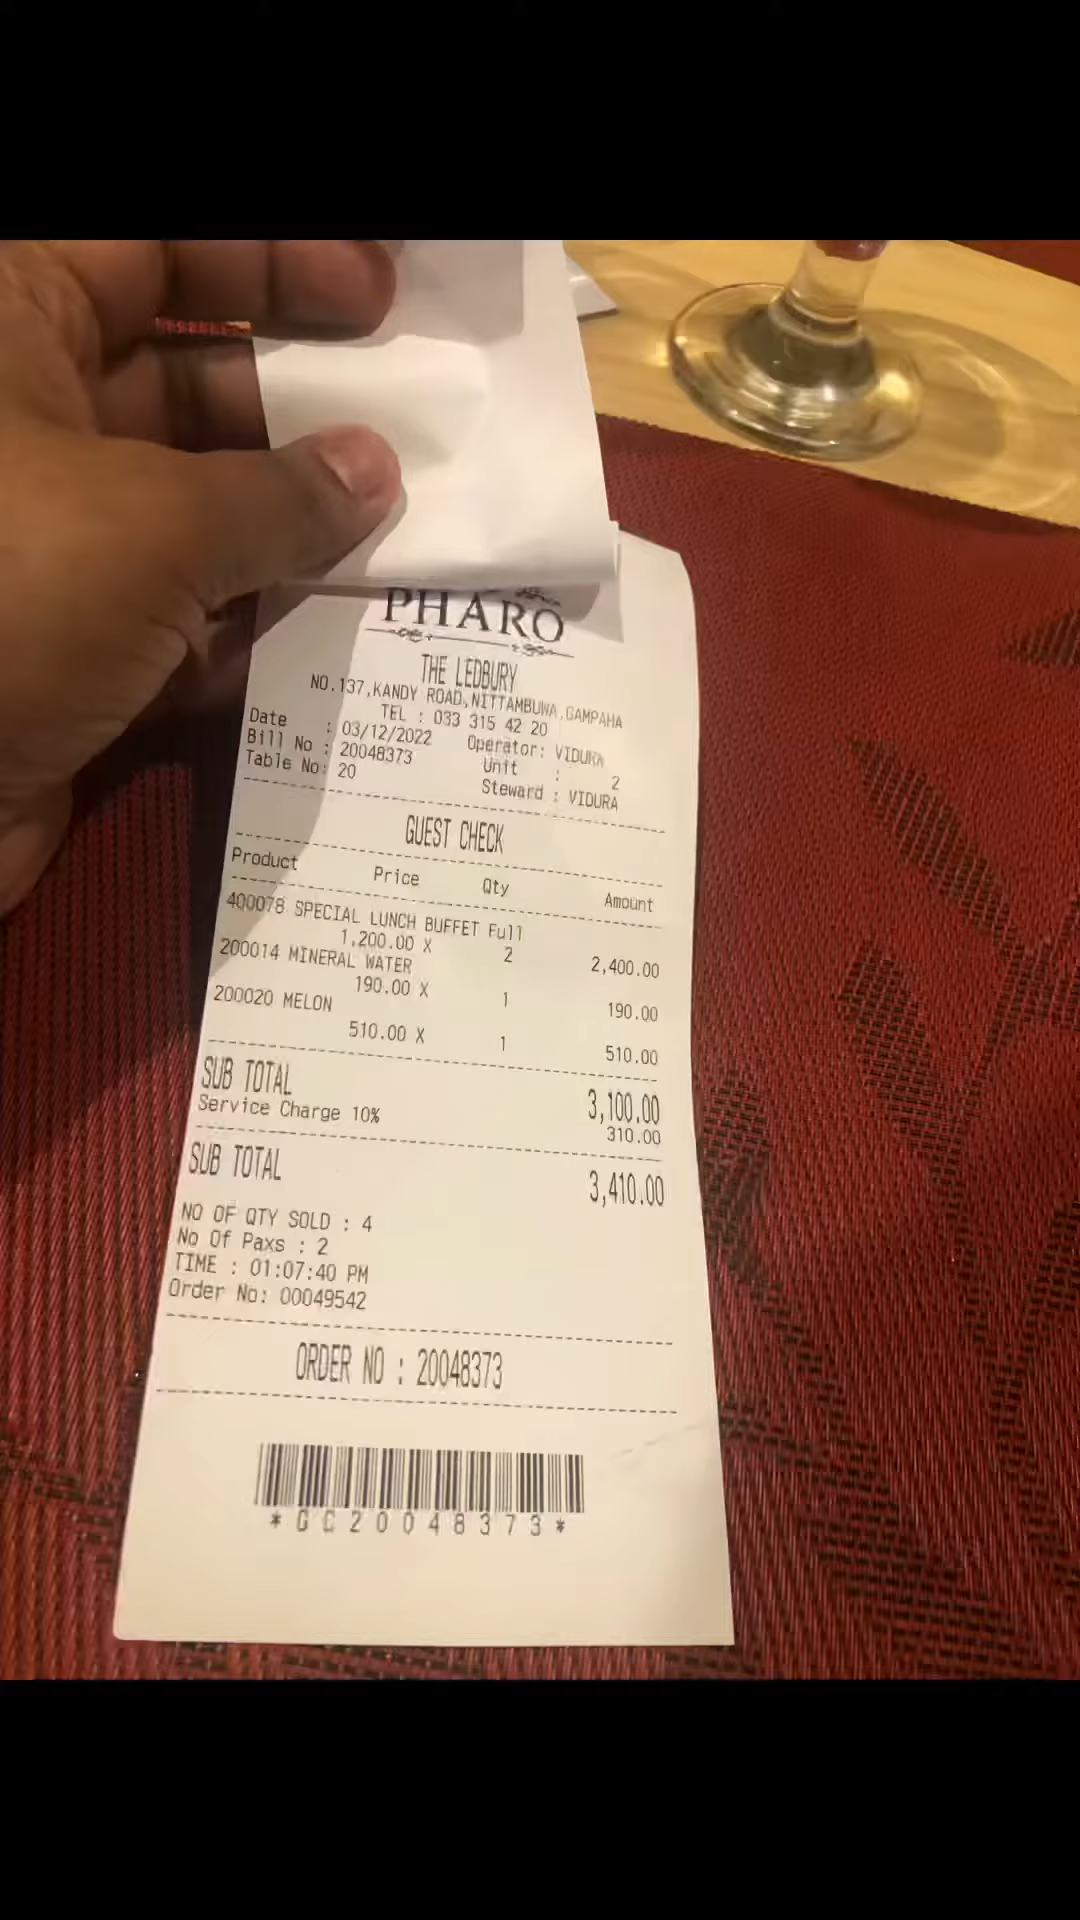 PHARO
THE LEDBURY
NO.137,KANDY ROAD,NITTAMBUWA,GAMPAHA
TEL : 033 315 42 20
Date : 03/12/2022 Operator: VIDURA
Bill No : 20048373 Unit : 2
Table No: 20 Steward : VIDURA
GUEST CHECK
Product Price Qty Amount
400078 SPECIAL LUNCH BUFFET Full
1,200.00 X 2 2,400.00
200014 MINERAL WATER
190.00 X 1 190.00
200020 MELON
510.00 X 1 510.00
SUB TOTAL 3,100.00
Service Charge 10% 310.00
SUB TOTAL 3,410.00
NO OF QTY SOLD : 4
No Of Paxs : 2
TIME : 01:07:40 PM
Order No: 00049542
ORDER NO : 20048373
*GC20048373*